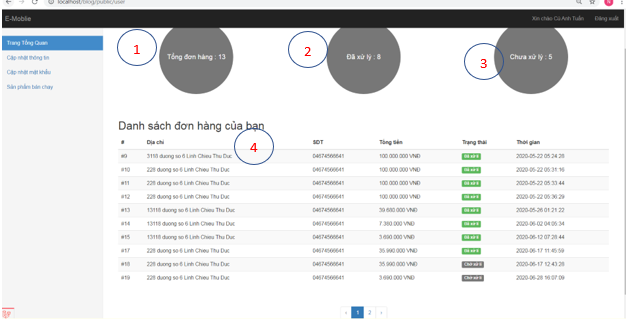 localhost/blog/public/user
E-Moblie
Xin chào Cù Anh Tuấn Đăng xuất
Trang Tổng Quan
Cập nhật thông tin
Cập nhật mật khẩu
Sản phẩm bán chạy
1
Tổng đơn hàng : 13
2
Đã xử lý : 8
3
Chưa xử lý : 5
Danh sách đơn hàng của bạn
4
# Địa chỉ SDT Tổng tiền Trạng thái Thời gian
#9 3118 duong so 6 Linh Chieu Thu Duc 04674566641 100.000.000 VNĐ Đã xử lí 2020-05-22 05:24:28
#10 228 duong so 6 Linh Chieu Thu Duc 04674566641 100.000.000 VNĐ Đã xử lí 2020-05-22 05:31:16
#11 228 duong so 6 Linh Chieu Thu Duc 04674566641 100.000.000 VNĐ Đã xử lí 2020-05-22 05:33:44
#12 228 duong so 6 Linh Chieu Thu Duc 04674566641 100.000.000 VNĐ Đã xử lí 2020-05-22 05:36:29
#13 13118 duong so 6 Linh Chieu Thu Duc 04674566641 39.680.000 VNĐ Đã xử lí 2020-05-26 01:21:22
#14 13118 duong so 6 Linh Chieu Thu Duc 04674566641 7.380.000 VNĐ Đã xử lí 2020-06-02 04:05:34
#15 13118 duong so 6 Linh Chieu Thu Duc 04674566641 3.690.000 VNĐ Đã xử lí 2020-06-12 07:28:44
#17 228 duong so 6 Linh Chieu Thu Duc 04674566641 35.990.000 VNĐ Đã xử lí 2020-06-17 11:45:59
#18 228 duong so 6 Linh Chieu Thu Duc 04674566641 35.990.000 VNĐ Chờ xử lí 2020-06-17 12:43:28
#19 228 duong so 6 Linh Chieu Thu Duc 04674566641 3.690.000 VNĐ Chờ xử lí 2020-06-28 16:07:09
‹ 1 2 ›